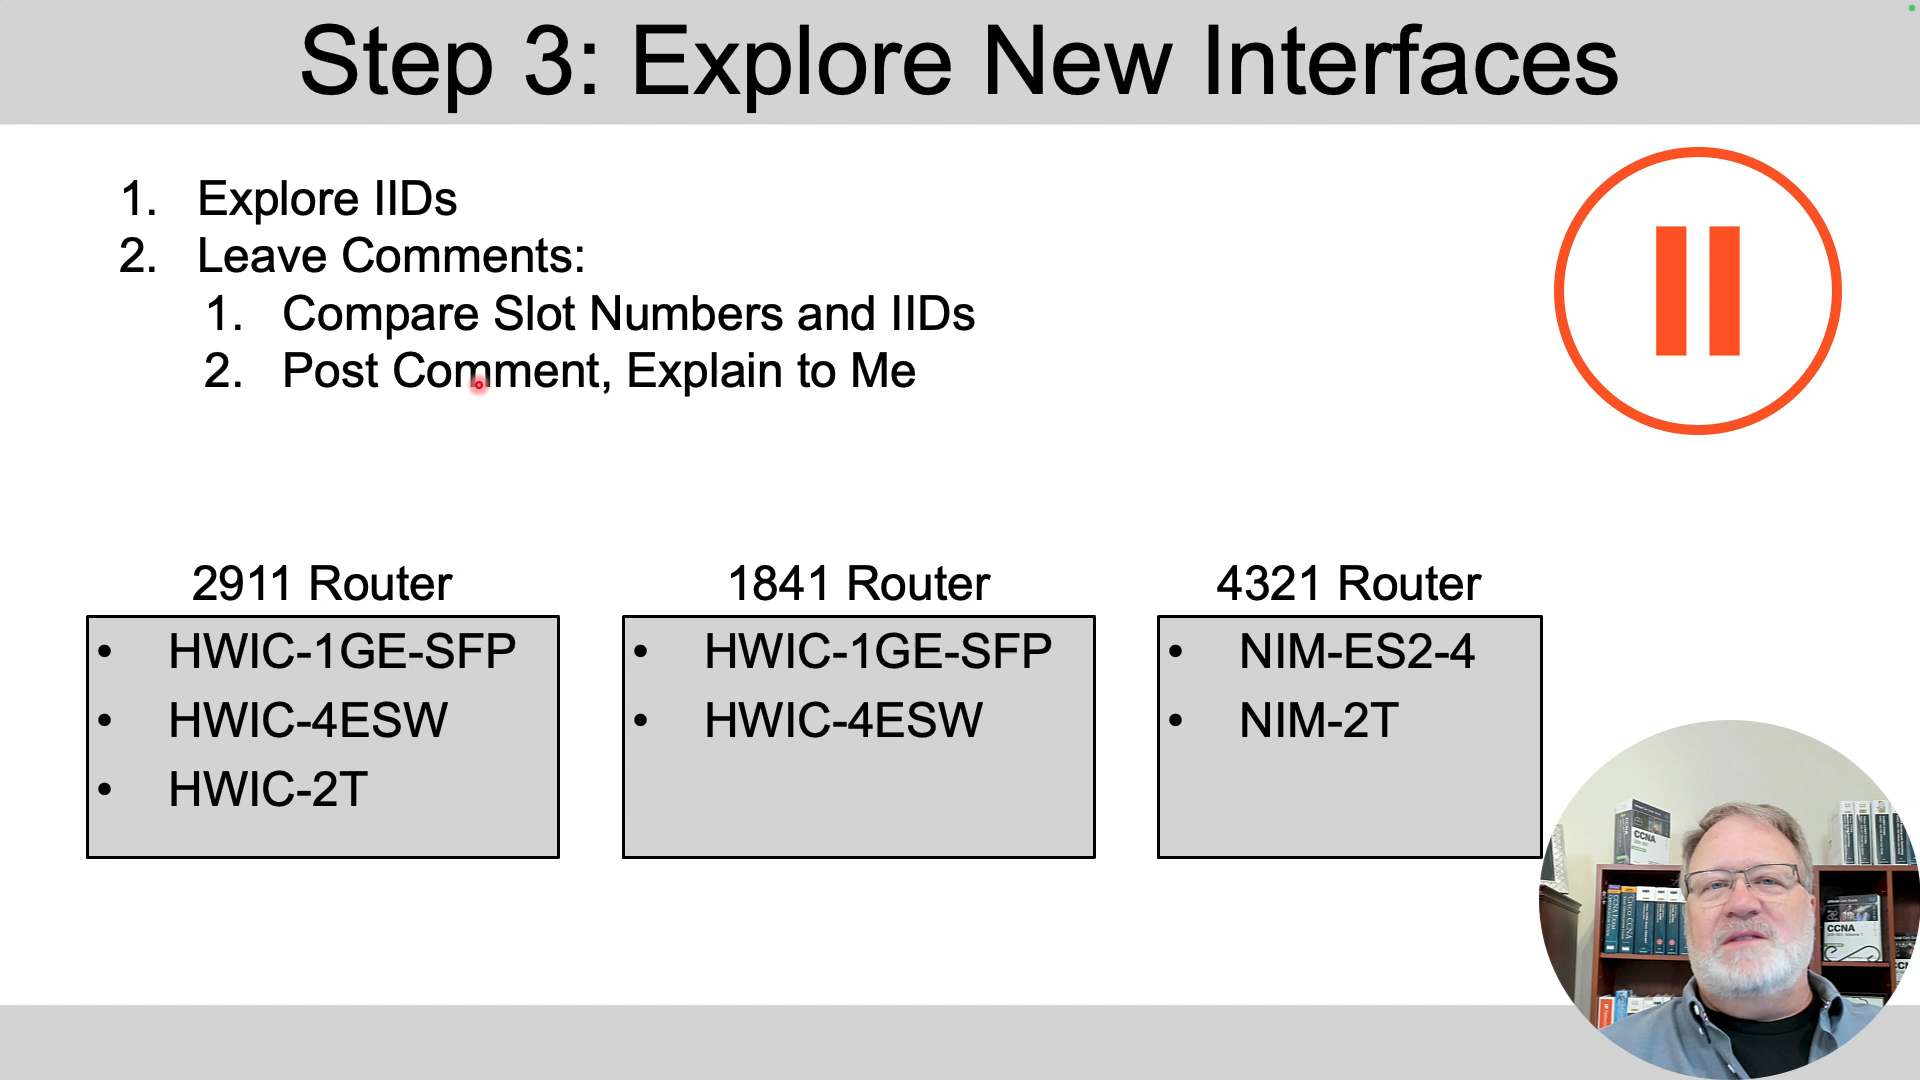 Step 3: Explore New Interfaces
1. Explore IIDs
2. Leave Comments:
1. Compare Slot Numbers and IIDs
2. Post Comment, Explain to Me
2911 Router
• HWIC-1GE-SFP
• HWIC-4ESW
• HWIC-2T
1841 Router
• HWIC-1GE-SFP
• HWIC-4ESW
4321 Router
• NIM-ES2-4
• NIM-2T
CCNA
CCNA